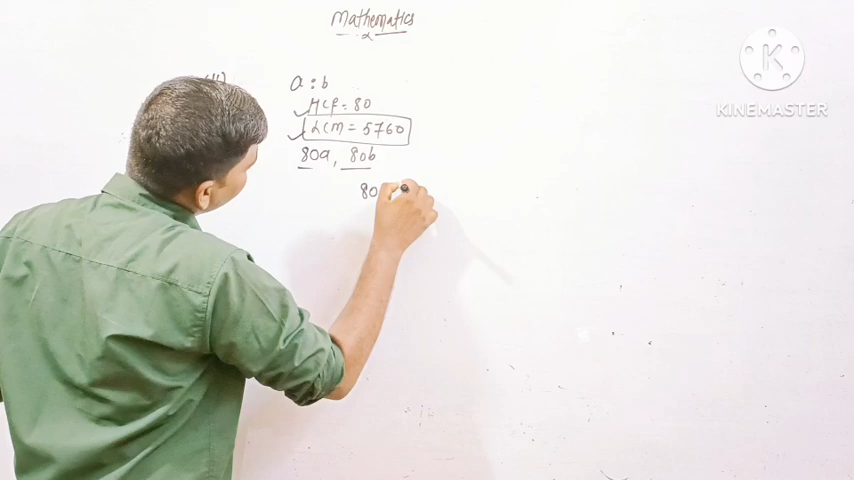 Mathematics
a : b
HCF = 80
LCM = 5760
80a, 80b
80
K
KINEMASTER